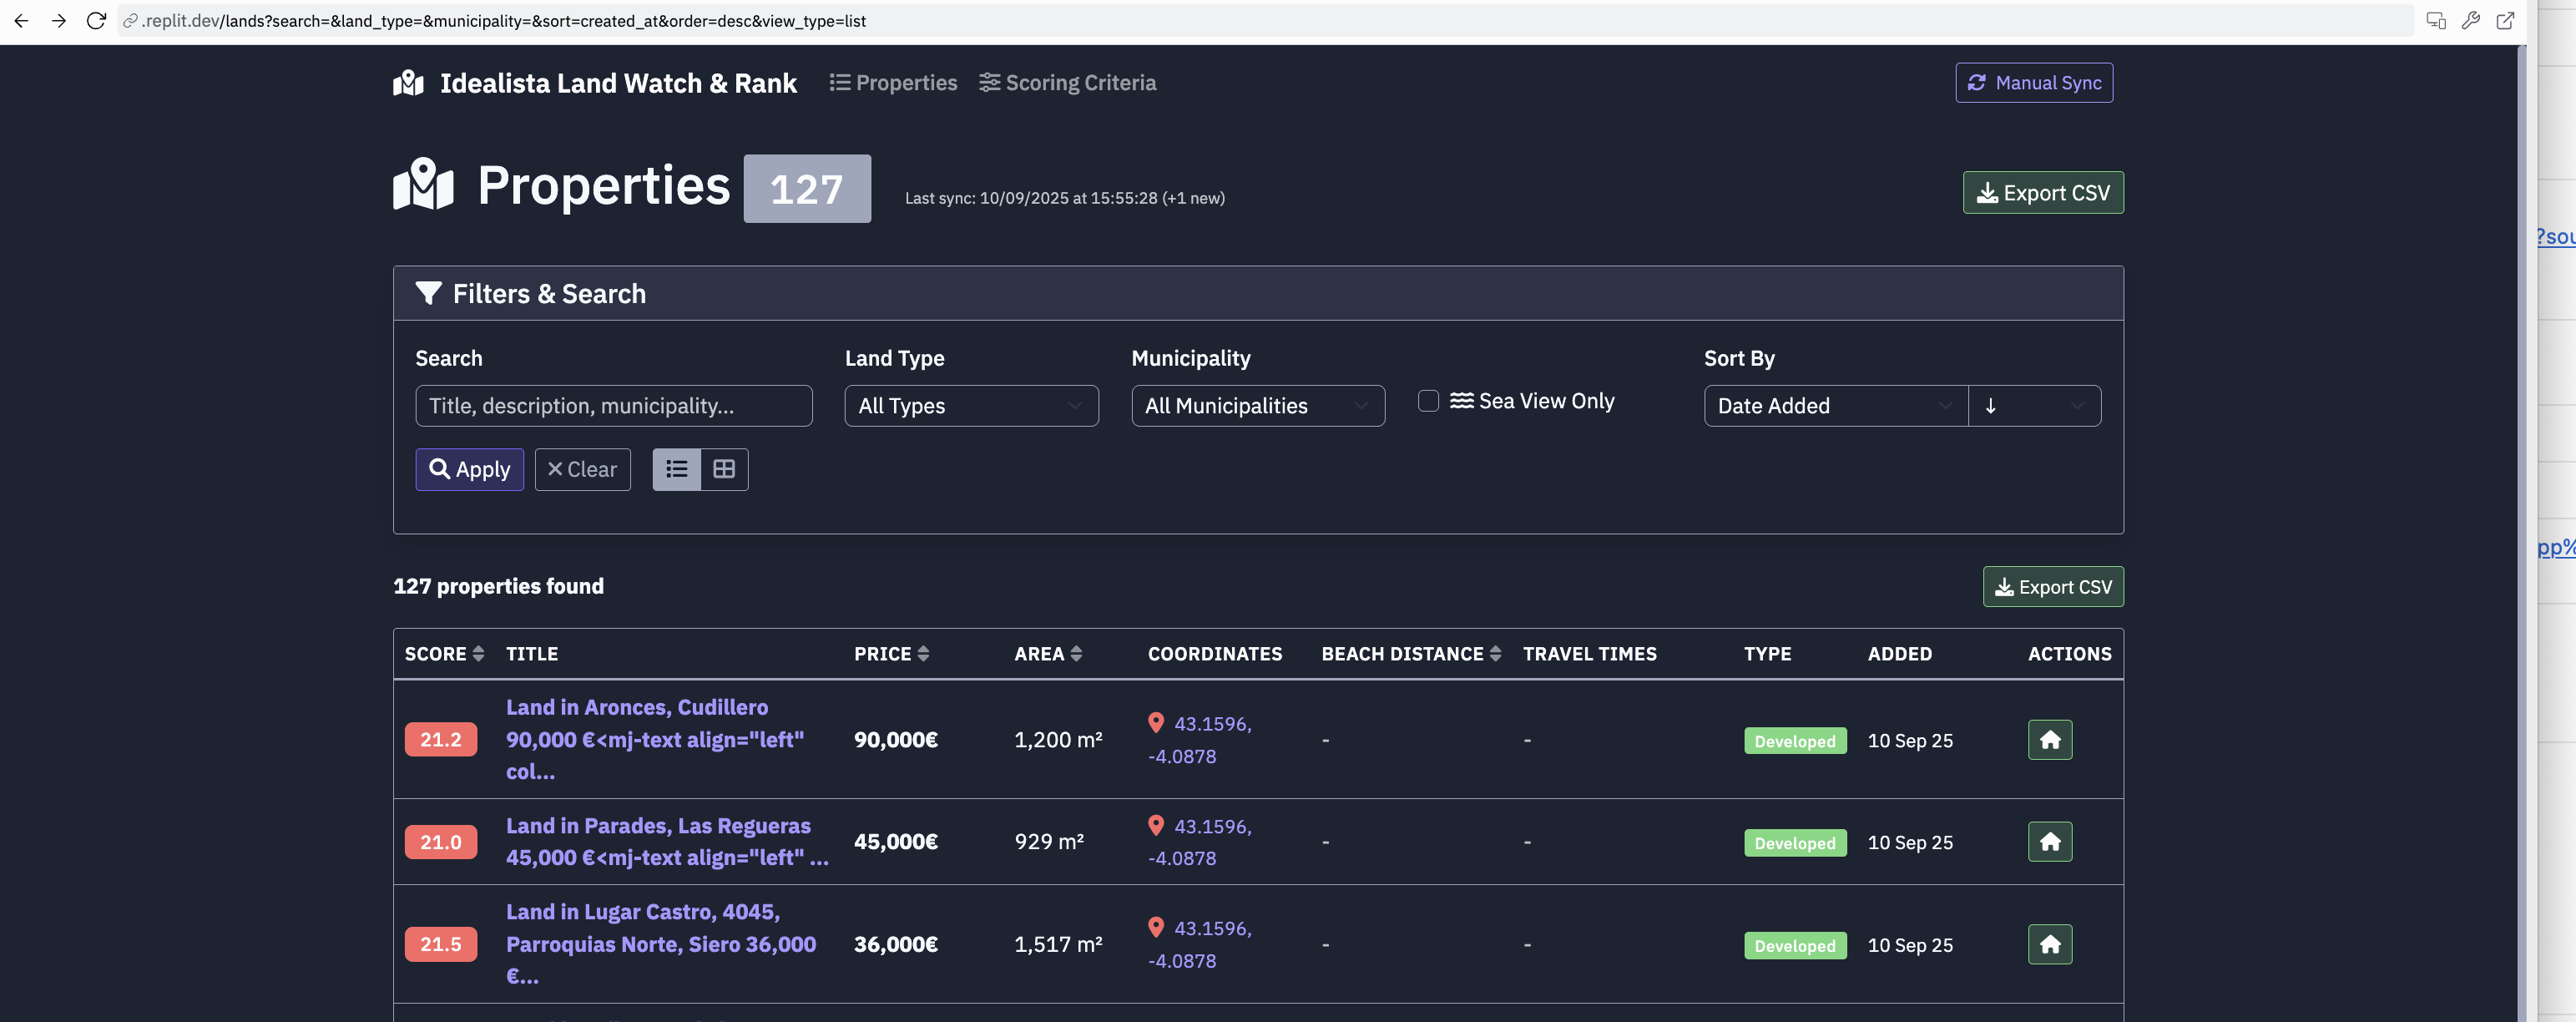 .replit.dev/lands?search=&land_type=&municipality=&sort=created_at&order=desc&view_type=list
Idealista Land Watch & Rank Properties Scoring Criteria Manual Sync
Properties 127 Last sync: 10/09/2025 at 15:55:28 (+1 new) Export CSV
?sou
Filters & Search
Search Land Type Municipality Sort By
Title, description, municipality... All Types All Municipalities Sea View Only Date Added ↓
Apply Clear
pp%
127 properties found Export CSV
SCORE TITLE PRICE AREA COORDINATES BEACH DISTANCE TRAVEL TIMES TYPE ADDED ACTIONS
Land in Aronces, Cudillero
90,000 €<mj-text align="left"
col...
21.2 90,000€ 1,200 m² 43.1596,
-4.0878
- - Developed 10 Sep 25
Land in Parades, Las Regueras
45,000 €<mj-text align="left" ...
21.0 45,000€ 929 m² 43.1596,
-4.0878
- - Developed 10 Sep 25
Land in Lugar Castro, 4045,
Parroquias Norte, Siero 36,000
€...
21.5 36,000€ 1,517 m² 43.1596,
-4.0878
- - Developed 10 Sep 25